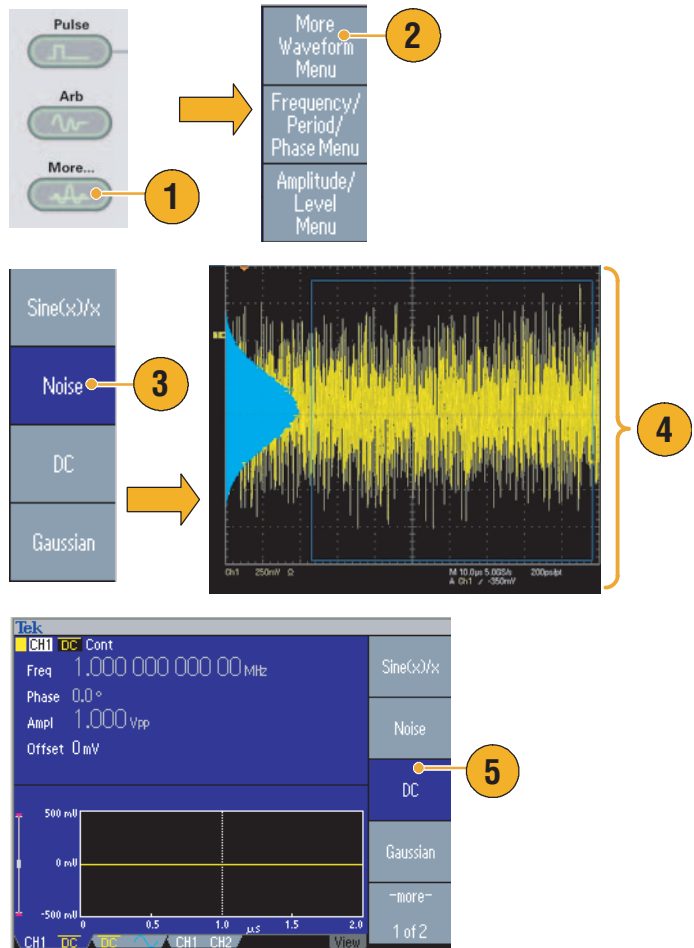 Pulse
Arb
More...
1
More
Waveform
Menu
Frequency/
Period/
Phase Menu
Amplitude/
Level
Menu
2
Sine(x)/x
Noise
DC
Gaussian
3
Ch1 250mV Ω
M 10.0µs 5.0GS/s 200ps/pt
A Ch1 ∕ -350mV
4
Tek
CH1 DC Cont
Freq 1.000 000 000 00 MHz
Phase 0.0 °
Ampl 1.000 Vpp
Offset 0 mV
500 mV
0 mV
-500 mV
0 0.5 1.0 µs 1.5 2.0
CH1 DC DC CH1 CH2 View
Sine(x)/x
Noise
DC
Gaussian
-more-
1 of 2
5